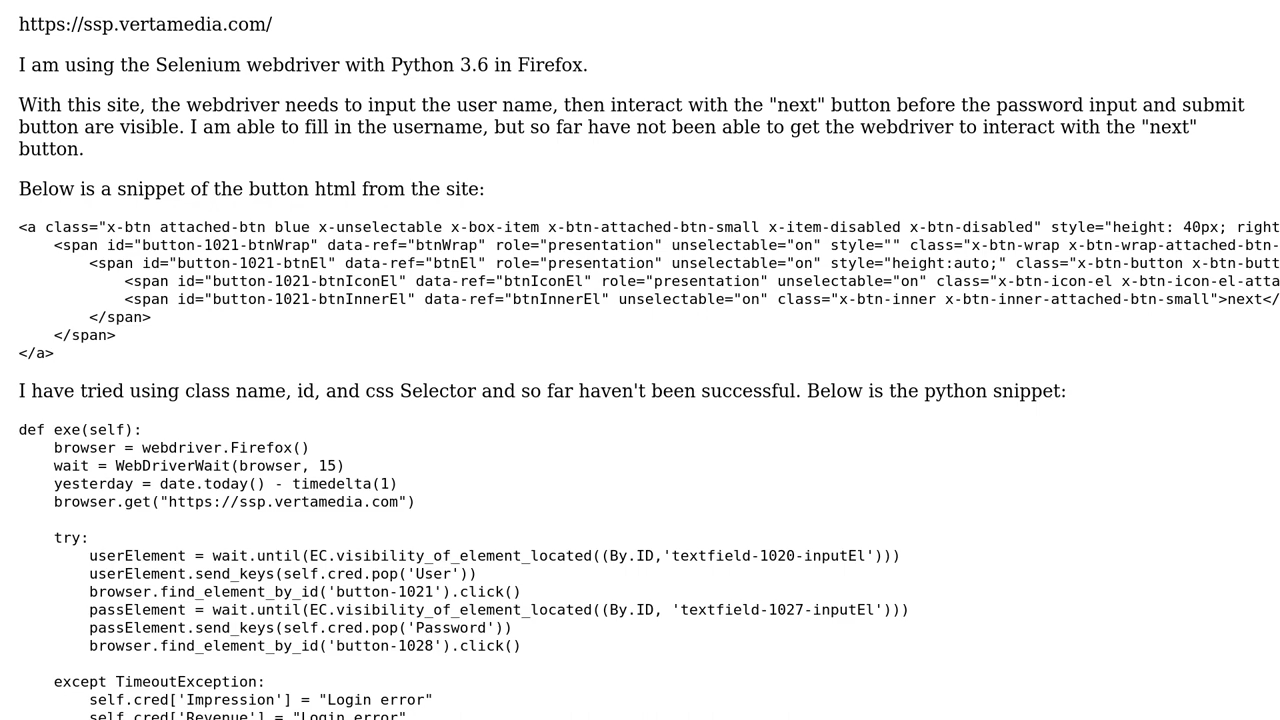 https://ssp.vertamedia.com/
I am using the Selenium webdriver with Python 3.6 in Firefox.
With this site, the webdriver needs to input the user name, then interact with the "next" button before the password input and submit
button are visible. I am able to fill in the username, but so far have not been able to get the webdriver to interact with the "next"
button.
Below is a snippet of the button html from the site:
<a class="x-btn attached-btn blue x-unselectable x-box-item x-btn-attached-btn-small x-item-disabled x-btn-disabled" style="height: 40px; right
    <span id="button-1021-btnWrap" data-ref="btnWrap" role="presentation" unselectable="on" style="" class="x-btn-wrap x-btn-wrap-attached-btn-
        <span id="button-1021-btnEl" data-ref="btnEl" role="presentation" unselectable="on" style="height:auto;" class="x-btn-button x-btn-butt
            <span id="button-1021-btnIconEl" data-ref="btnIconEl" role="presentation" unselectable="on" class="x-btn-icon-el x-btn-icon-el-atta
            <span id="button-1021-btnInnerEl" data-ref="btnInnerEl" unselectable="on" class="x-btn-inner x-btn-inner-attached-btn-small">next</
        </span>
    </span>
</a>
I have tried using class name, id, and css Selector and so far haven't been successful. Below is the python snippet:
def exe(self):
    browser = webdriver.Firefox()
    wait = WebDriverWait(browser, 15)
    yesterday = date.today() - timedelta(1)
    browser.get("https://ssp.vertamedia.com")
    try:
        userElement = wait.until(EC.visibility_of_element_located((By.ID,'textfield-1020-inputEl')))
        userElement.send_keys(self.cred.pop('User'))
        browser.find_element_by_id('button-1021').click()
        passElement = wait.until(EC.visibility_of_element_located((By.ID, 'textfield-1027-inputEl')))
        passElement.send_keys(self.cred.pop('Password'))
        browser.find_element_by_id('button-1028').click()
    except TimeoutException:
        self.cred['Impression'] = "Login error"
        self.cred['Revenue'] = "Login error"